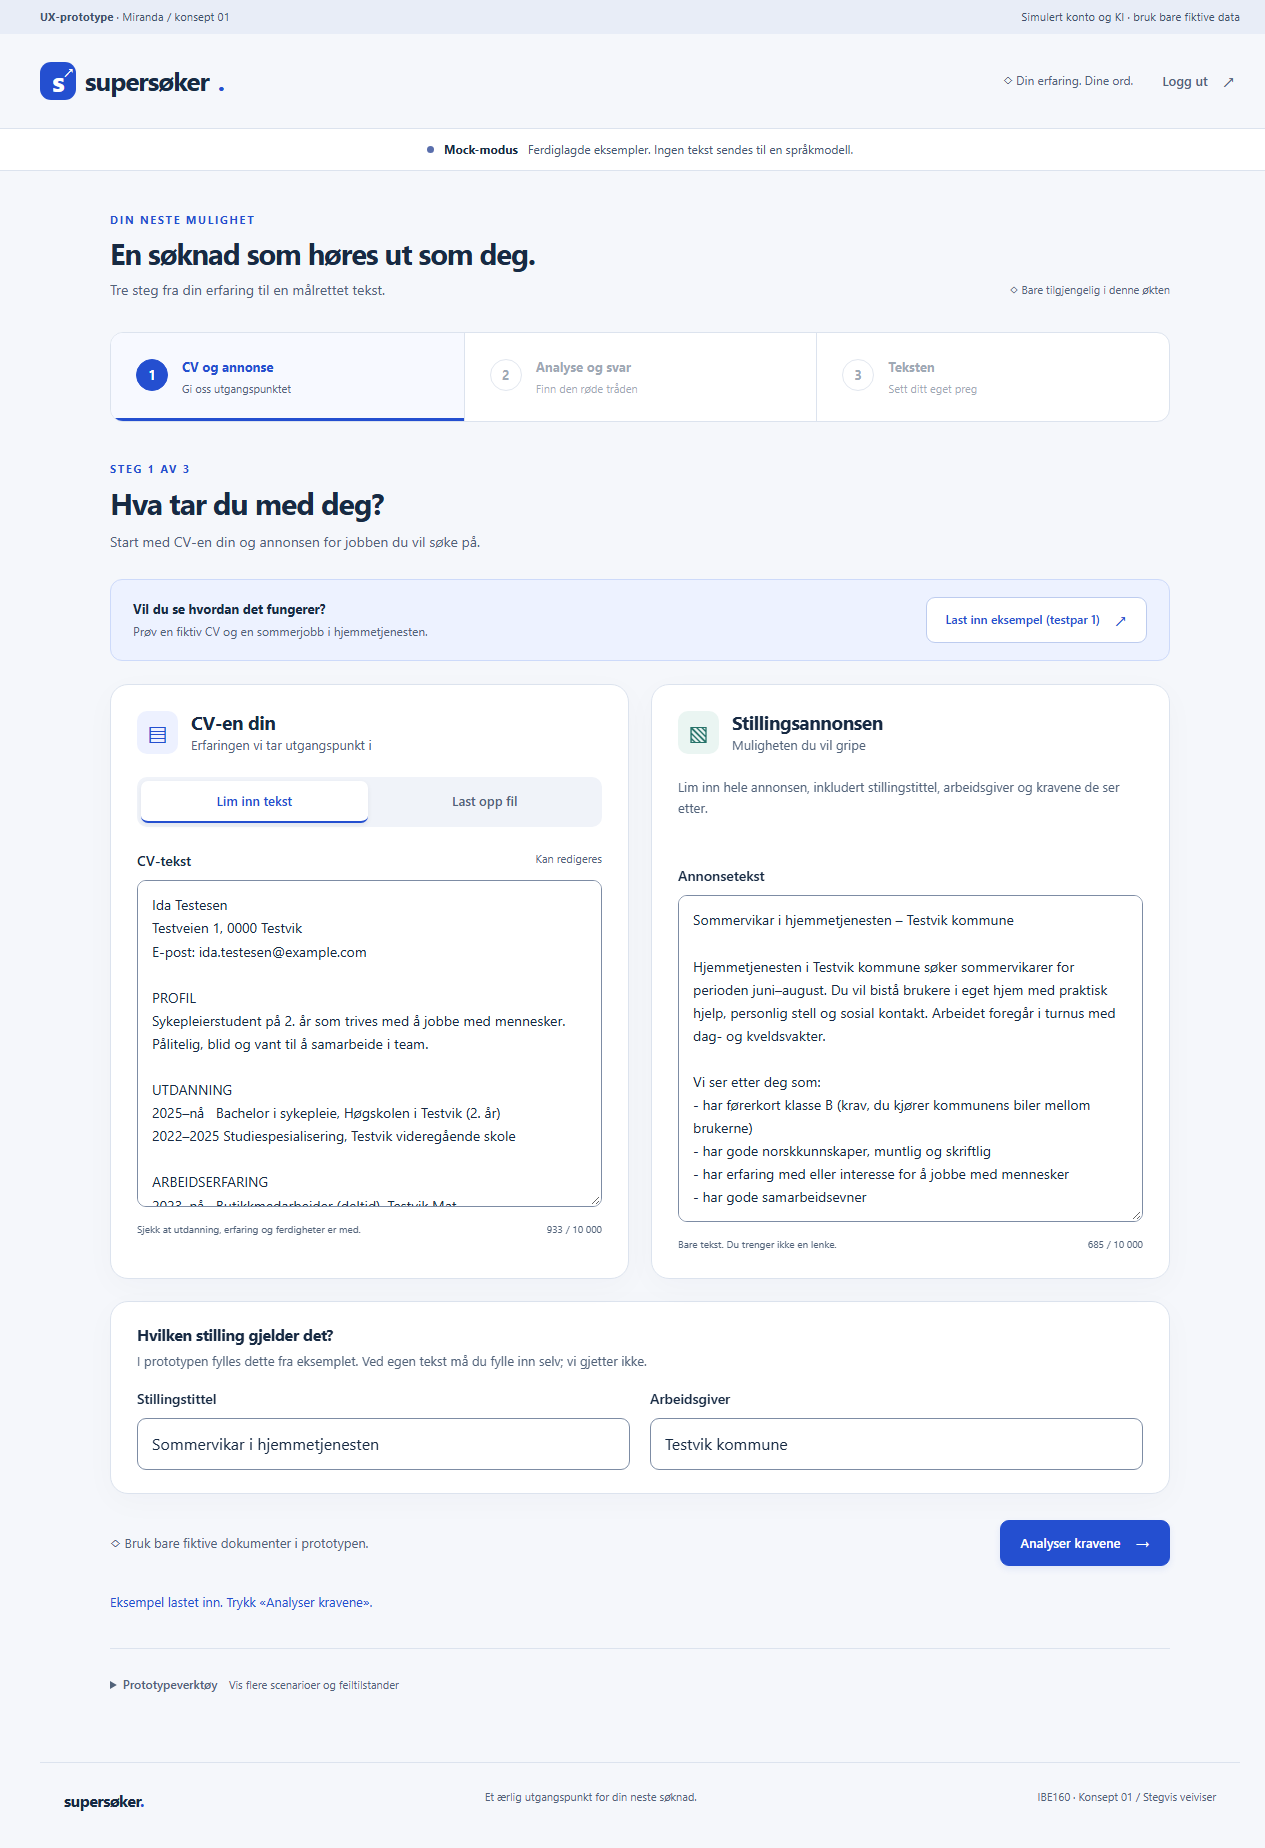 UX-prototype · Miranda / konsept 01
Simulert konto og KI · bruk bare fiktive data
s↗ supersøker.
◇ Din erfaring. Dine ord.
Logg ut ↗
Mock-modus Ferdiglagde eksempler. Ingen tekst sendes til en språkmodell.
DIN NESTE MULIGHET
En søknad som høres ut som deg.
Tre steg fra din erfaring til en målrettet tekst.
◇ Bare tilgjengelig i denne økten
1 CV og annonse
Gi oss utgangspunktet
2 Analyse og svar
Finn den røde tråden
3 Teksten
Sett ditt eget preg
STEG 1 AV 3
Hva tar du med deg?
Start med CV-en din og annonsen for jobben du vil søke på.
Vil du se hvordan det fungerer?
Prøv en fiktiv CV og en sommerjobb i hjemmetjenesten.
Last inn eksempel (testpar 1) ↗
CV-en din
Erfaringen vi tar utgangspunkt i
Lim inn tekst
Last opp fil
CV-tekst
Kan redigeres
Ida Testesen
Testveien 1, 0000 Testvik
E-post: ida.testesen@example.com
PROFIL
Sykepleierstudent på 2. år som trives med å jobbe med mennesker.
Pålitelig, blid og vant til å samarbeide i team.
UTDANNING
2025–nå Bachelor i sykepleie, Høgskolen i Testvik (2. år)
2022–2025 Studiespesialisering, Testvik videregående skole
ARBEIDSERFARING
2023–nå Butikkmedarbeider (deltid), Testvik Mat
Sjekk at utdanning, erfaring og ferdigheter er med.
933 / 10 000
Stillingsannonsen
Muligheten du vil gripe
Lim inn hele annonsen, inkludert stillingstittel, arbeidsgiver og kravene de ser
etter.
Annonsetekst
Sommervikar i hjemmetjenesten – Testvik kommune
Hjemmetjenesten i Testvik kommune søker sommervikarer for
perioden juni–august. Du vil bistå brukere i eget hjem med praktisk
hjelp, personlig stell og sosial kontakt. Arbeidet foregår i turnus med
dag- og kveldsvakter.
Vi ser etter deg som:
- har førerkort klasse B (krav, du kjører kommunens biler mellom
brukerne)
- har gode norskkunnskaper, muntlig og skriftlig
- har erfaring med eller interesse for å jobbe med mennesker
- har gode samarbeidsevner
Bare tekst. Du trenger ikke en lenke.
685 / 10 000
Hvilken stilling gjelder det?
I prototypen fylles dette fra eksemplet. Ved egen tekst må du fylle inn selv; vi gjetter ikke.
Stillingstittel
Sommervikar i hjemmetjenesten
Arbeidsgiver
Testvik kommune
◇ Bruk bare fiktive dokumenter i prototypen.
Analyser kravene →
Eksempel lastet inn. Trykk «Analyser kravene».
▶ Prototypeverktøy Vis flere scenarioer og feiltilstander
supersøker.
Et ærlig utgangspunkt for din neste søknad.
IBE160 · Konsept 01 / Stegvis veiviser